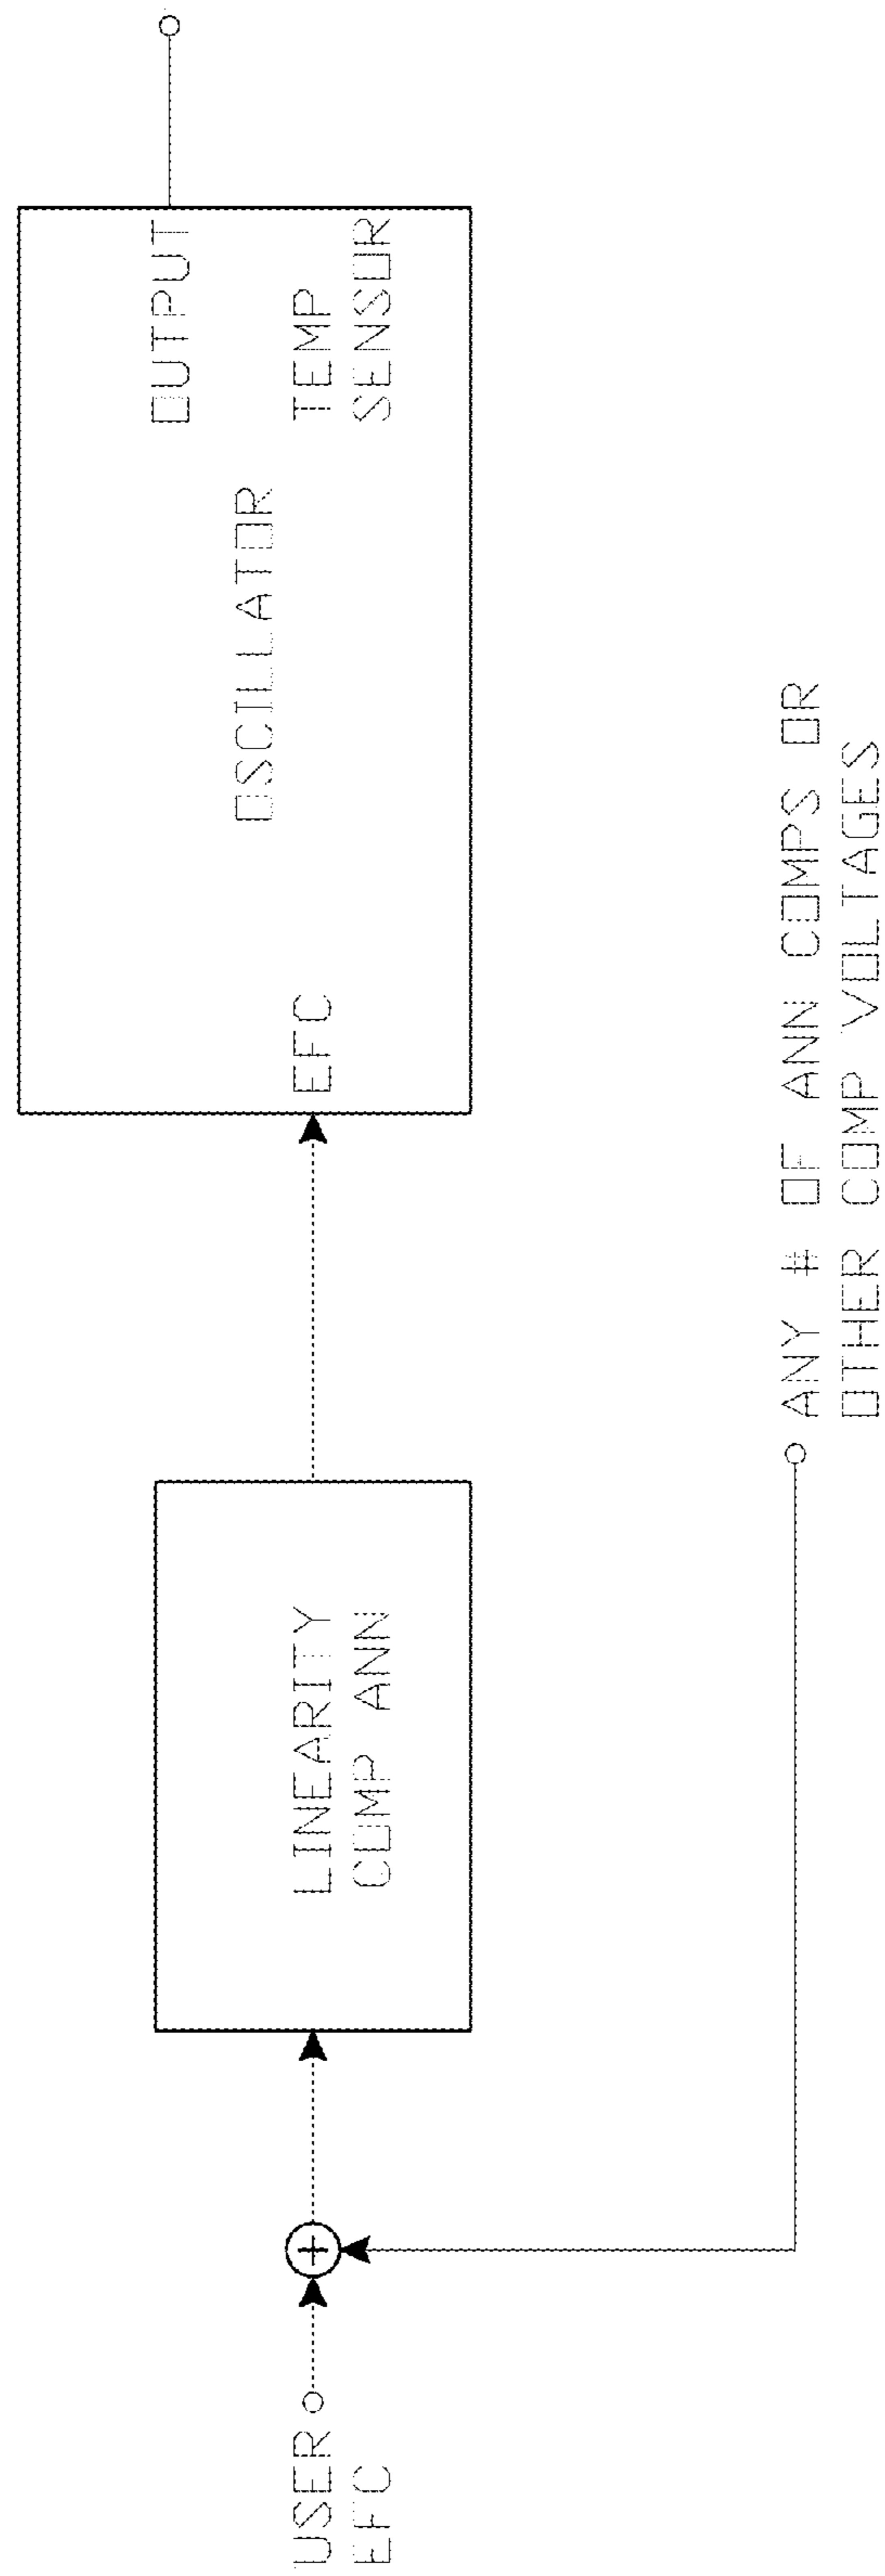 USER
EFC
LINEARITY
COMP ANN
EFC
OSCILLATOR
OUTPUT
TEMP
SENSOR
ANY # OF ANN COMPS OR
OTHER COMP VOLTAGES